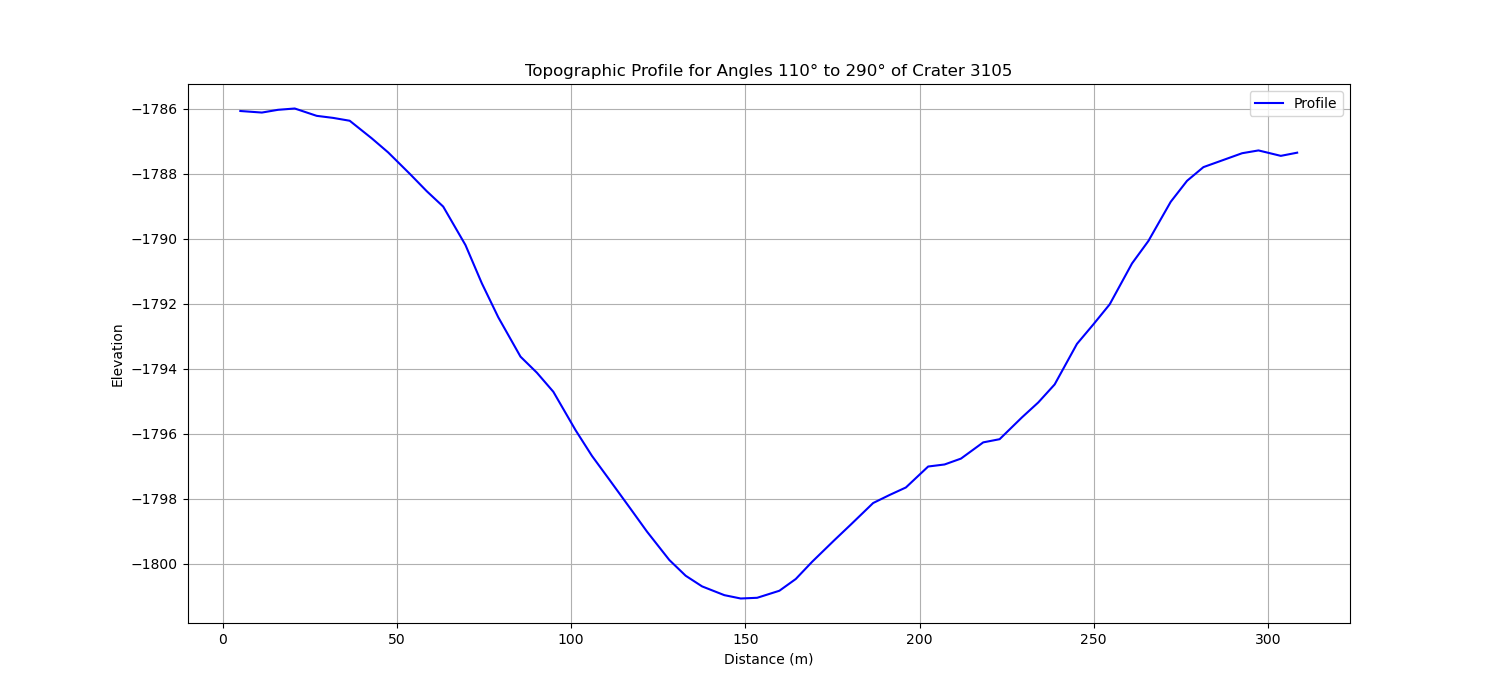 Topographic Profile for Angles 110° to 290° of Crater 3105
Profile
Elevation
−1786
−1788
−1790
−1792
−1794
−1796
−1798
−1800
0 50 100 150 200 250 300
Distance (m)